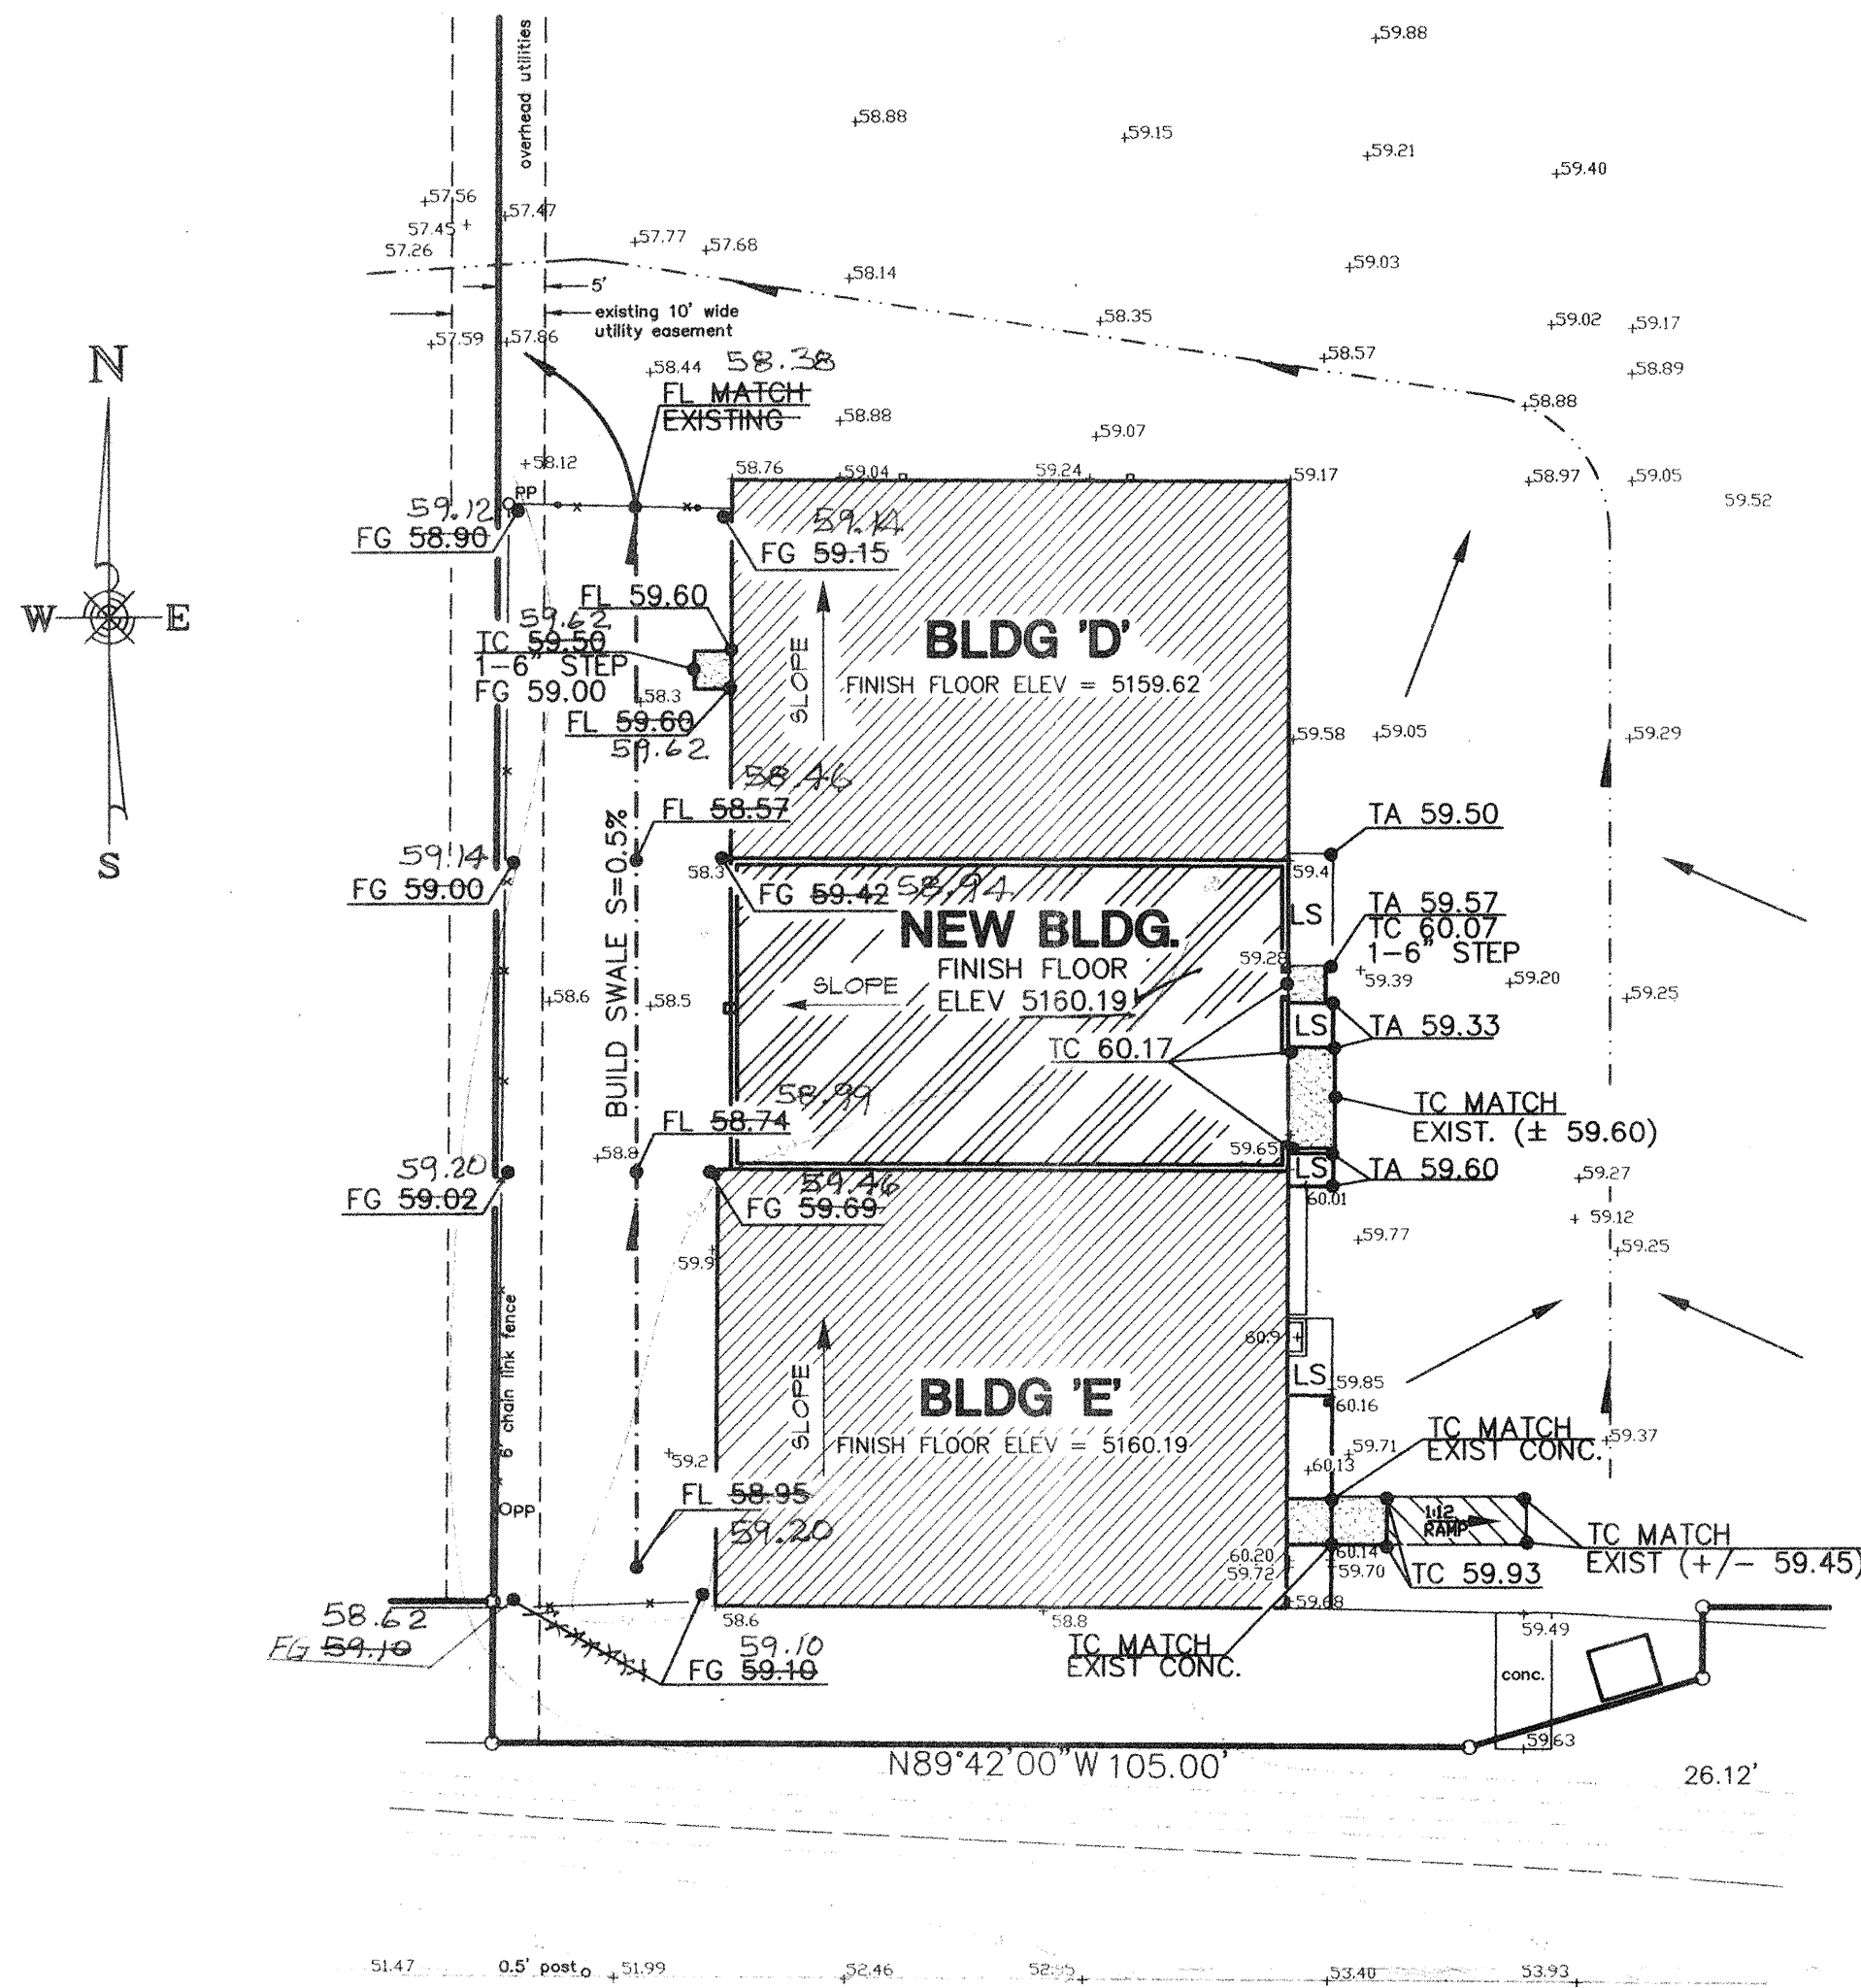 overhead utilities
59.88
58.88
59.15
59.21
59.40
57.56
57.47
57.45
57.26
57.77
57.68
58.14
59.03
5'
existing 10' wide
utility easement
58.35
59.02
59.17
57.59
57.86
58.57
58.44
58.38
58.89
N
FL MATCH
EXISTING
58.88
58.88
59.07
58.12
58.76
59.04
59.24
59.17
58.97
59.05
59.52
PP
59.12
FG 58.90
59.14
FG 59.15
FL 59.60
59.62
TC 59.50
1-6" STEP
FG 59.00
W
E
BLDG 'D'
FINISH FLOOR ELEV = 5159.62
SLOPE
58.3
FL 59.60
59.62
59.58
59.05
59.29
58.46
FL 58.57
TA 59.50
S
59.14
FG 59.00
58.3
FG 59.42
58.94
59.4
LS
NEW BLDG.
FINISH FLOOR
ELEV 5160.19
SLOPE
TA 59.57
TC 60.07
1-6" STEP
59.28
59.39
59.20
59.25
58.6
58.5
BUILD SWALE S=0.5%
LS
TA 59.33
TC 60.17
TC MATCH
EXIST. (± 59.60)
58.99
FL 58.74
58.8
59.65
LS
TA 59.60
59.27
59.20
FG 59.02
59.46
FG 59.69
60.01
59.12
59.77
59.25
59.9
6' chain link fence
60.9
LS
59.85
60.16
SLOPE
BLDG 'E'
FINISH FLOOR ELEV = 5160.19
TC MATCH
EXIST CONC.
59.37
59.71
60.13
59.2
FL 58.95
59.20
PP
1:12
RAMP
TC MATCH
EXIST (+/- 59.45)
60.20
59.72
60.14
59.70
TC 59.93
58.62
FG 59.10
58.6
58.8
59.68
59.49
59.10
FG 59.10
TC MATCH
EXIST CONC.
conc.
59.63
N89°42'00"W 105.00'
26.12'
51.47
0.5' post
51.99
52.46
53.40
53.93